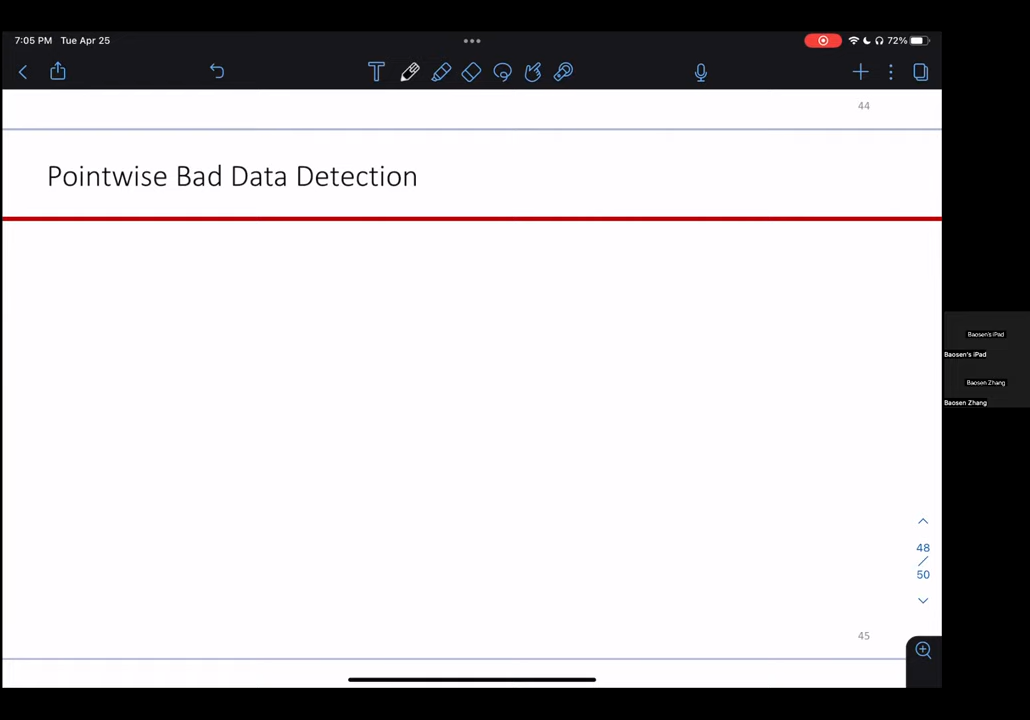 7:05 PM Tue Apr 25
72%
T
44
Pointwise Bad Data Detection
Baosen's iPad
Baosen's iPad
Baosen Zhang
Baosen Zhang
48
/
50
45